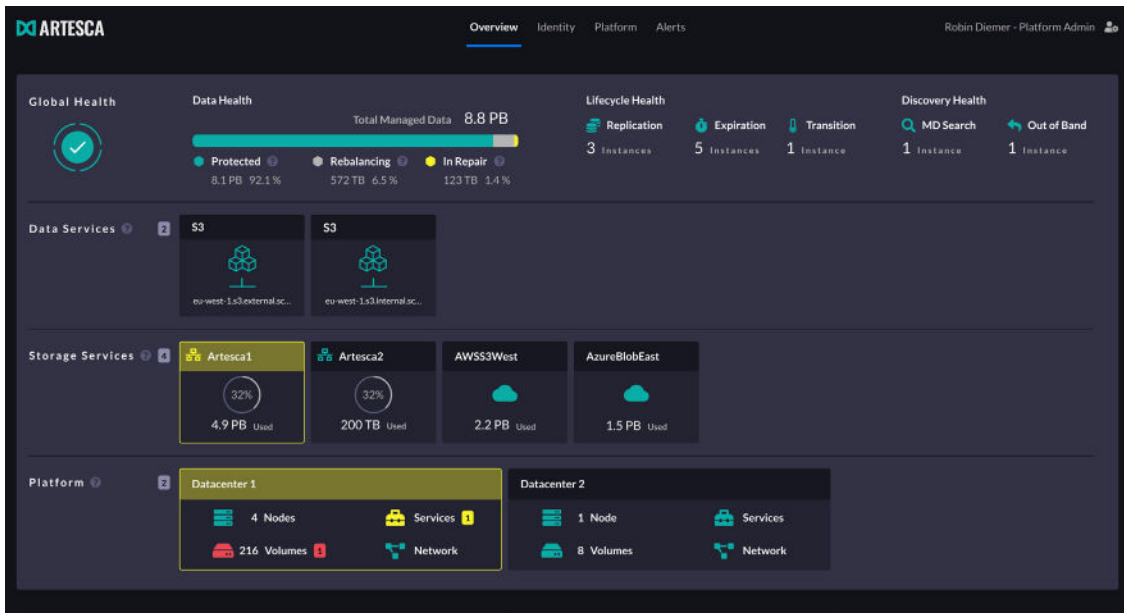 ARTESCA
Overview Identity Platform Alerts
Robin Diemer - Platform Admin
Global Health
Data Health
Total Managed Data 8.8 PB
Protected ?
8.1 PB 92.1 %
Rebalancing ?
572 TB 6.5 %
In Repair ?
123 TB 1.4 %
Lifecycle Health
Replication
3 Instances
Expiration
5 Instances
Transition
1 Instance
Discovery Health
MD Search
1 Instance
Out of Band
1 Instance
Data Services ? 2
S3
eu-west-1.s3.external.sc...
S3
eu-west-1.s3.internal.sc...
Storage Services ? 4
Artesca1
32%
4.9 PB Used
Artesca2
32%
200 TB Used
AWSS3West
2.2 PB Used
AzureBlobEast
1.5 PB Used
Platform ? 2
Datacenter 1
4 Nodes
Services 1
216 Volumes 1
Network
Datacenter 2
1 Node
Services
8 Volumes
Network